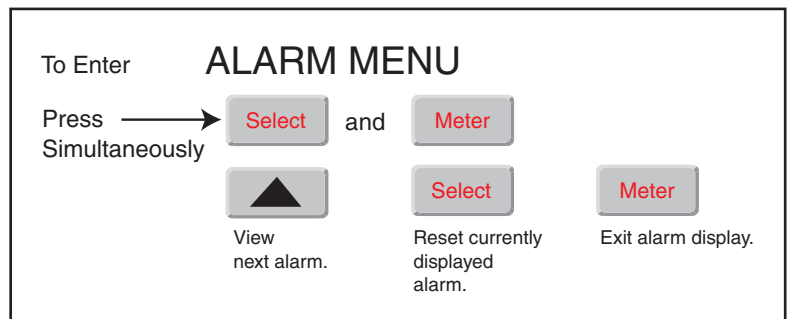 To Enter ALARM MENU
Press Select and Meter
Simultaneously
Select Meter
View Reset currently Exit alarm display.
next alarm. displayed
alarm.